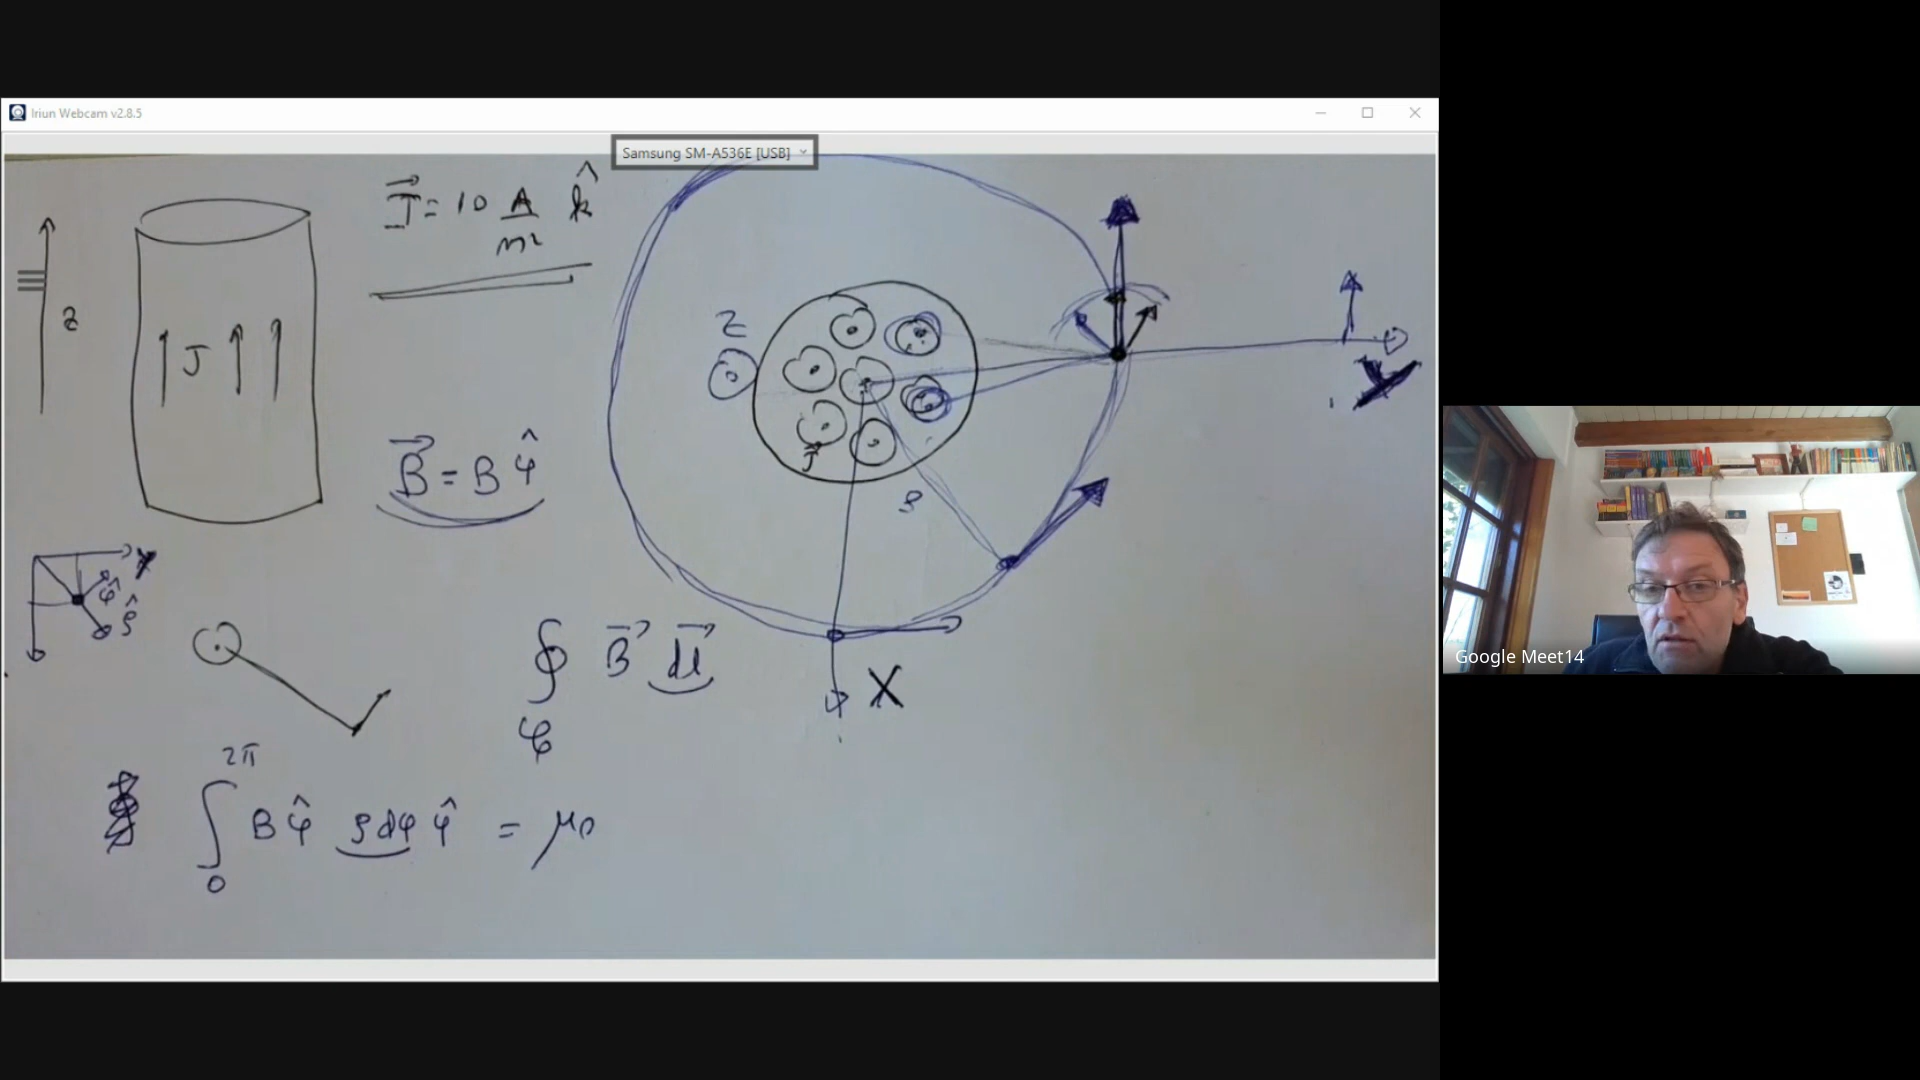 Iriun Webcam v2.8.5
Samsung SM-A536E [USB]
J⃗ = 10 A/m² k̂
z
J
B⃗ = B φ̂
Z
J⃗
ρ
Y
X
Y
φ̂
ρ̂
∮ B⃗ dl⃗
φ
∫₀^2π B φ̂ ρ dφ φ̂ = μ₀
Google Meet14